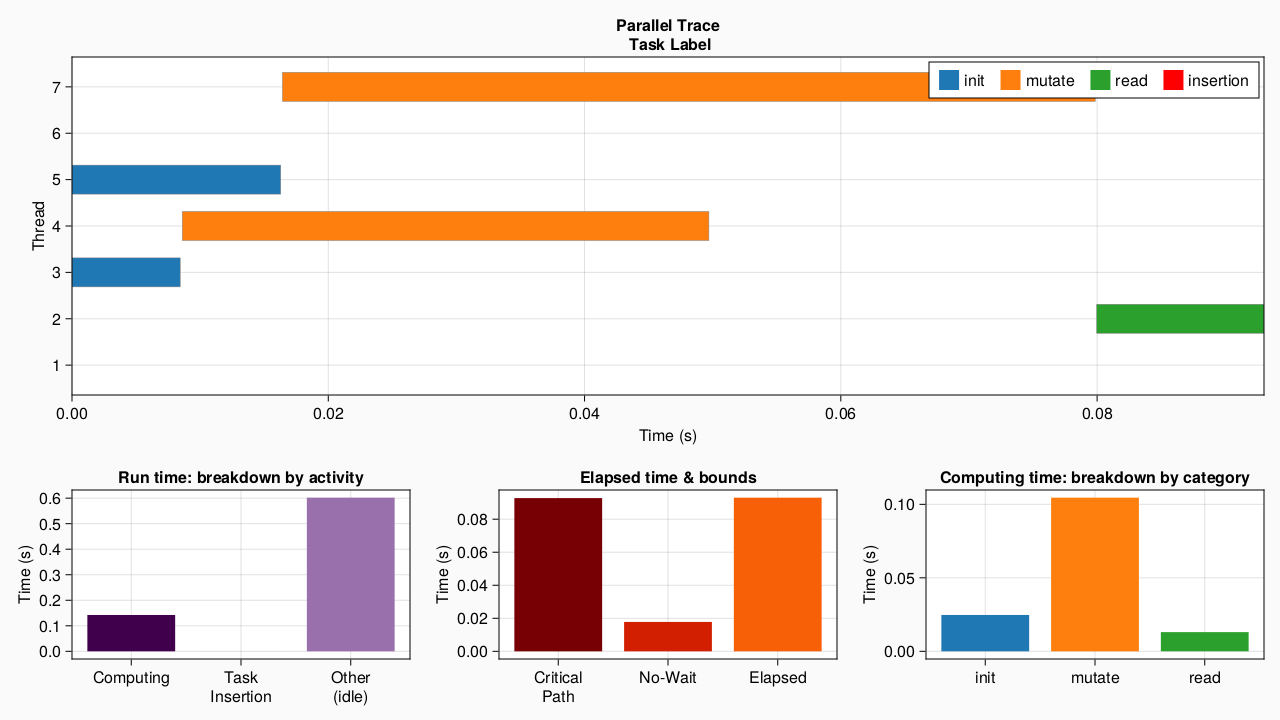 Parallel Trace
Task Label
init mutate read insertion
7
6
5
4
3
2
1
Thread
0.00 0.02 0.04 0.06 0.08
Time (s)
Run time: breakdown by activity
0.6
0.5
0.4
0.3
0.2
0.1
0.0
Time (s)
Computing Task Other
Insertion (idle)
Elapsed time & bounds
0.08
0.06
0.04
0.02
0.00
Time (s)
Critical No-Wait Elapsed
Path
Computing time: breakdown by category
0.10
0.05
0.00
Time (s)
init mutate read